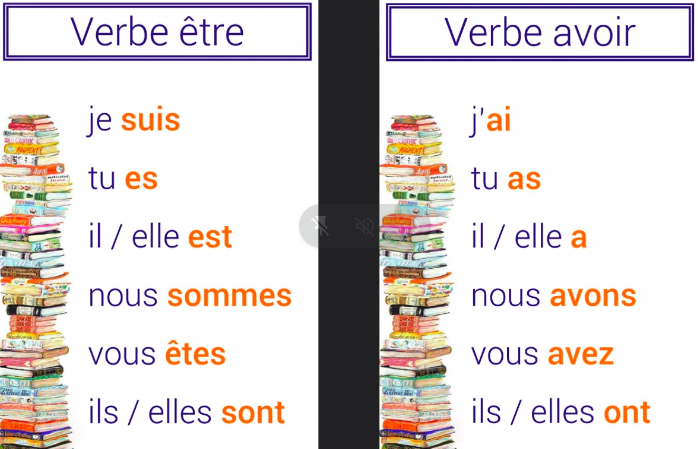 Verbe être
je suis
tu es
il / elle est
nous sommes
vous êtes
ils / elles sont
Verbe avoir
j'ai
tu as
il / elle a
nous avons
vous avez
ils / elles ont